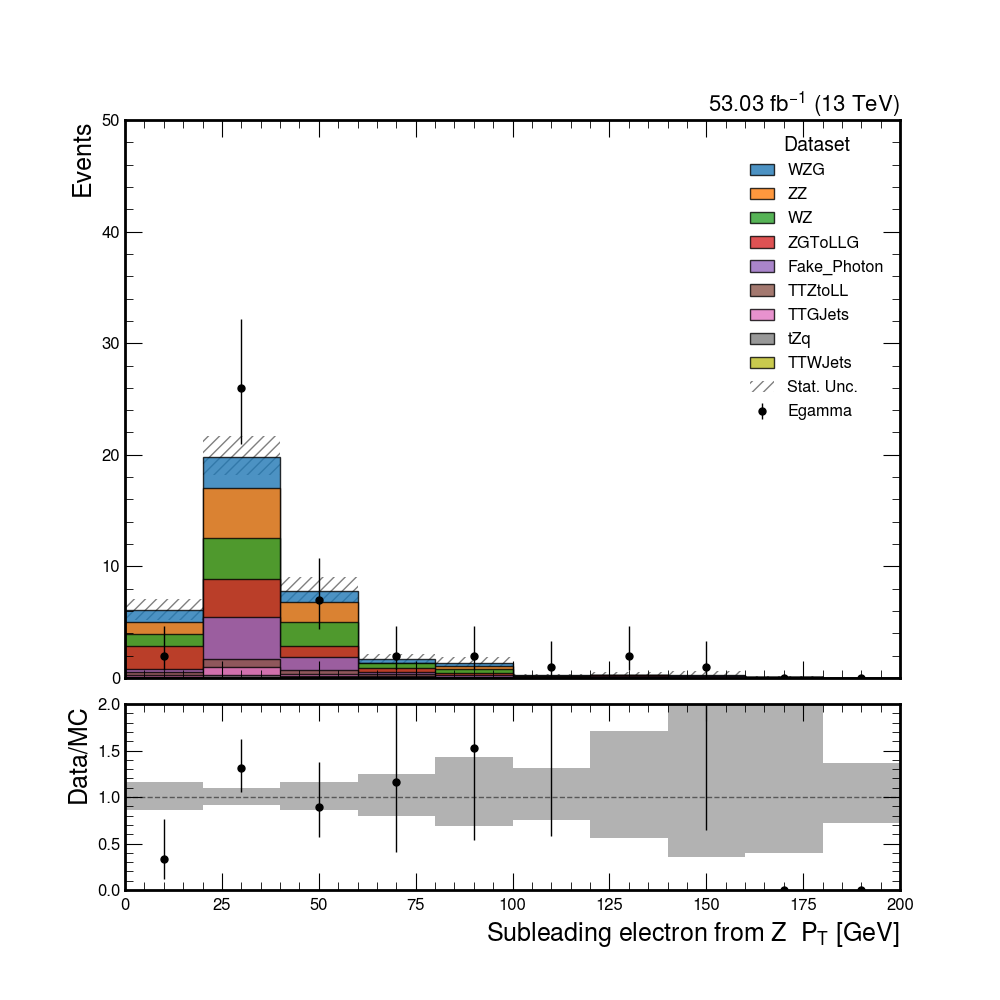 53.03 fb⁻¹ (13 TeV)
Events
50
40
30
20
10
0
Dataset
WZG
ZZ
WZ
ZGToLLG
Fake_Photon
TTZtoLL
TTGJets
tZq
TTWJets
Stat. Unc.
Egamma
Data/MC
2.0
1.5
1.0
0.5
0.0
0 25 50 75 100 125 150 175 200
Subleading electron from Z P_T [GeV]